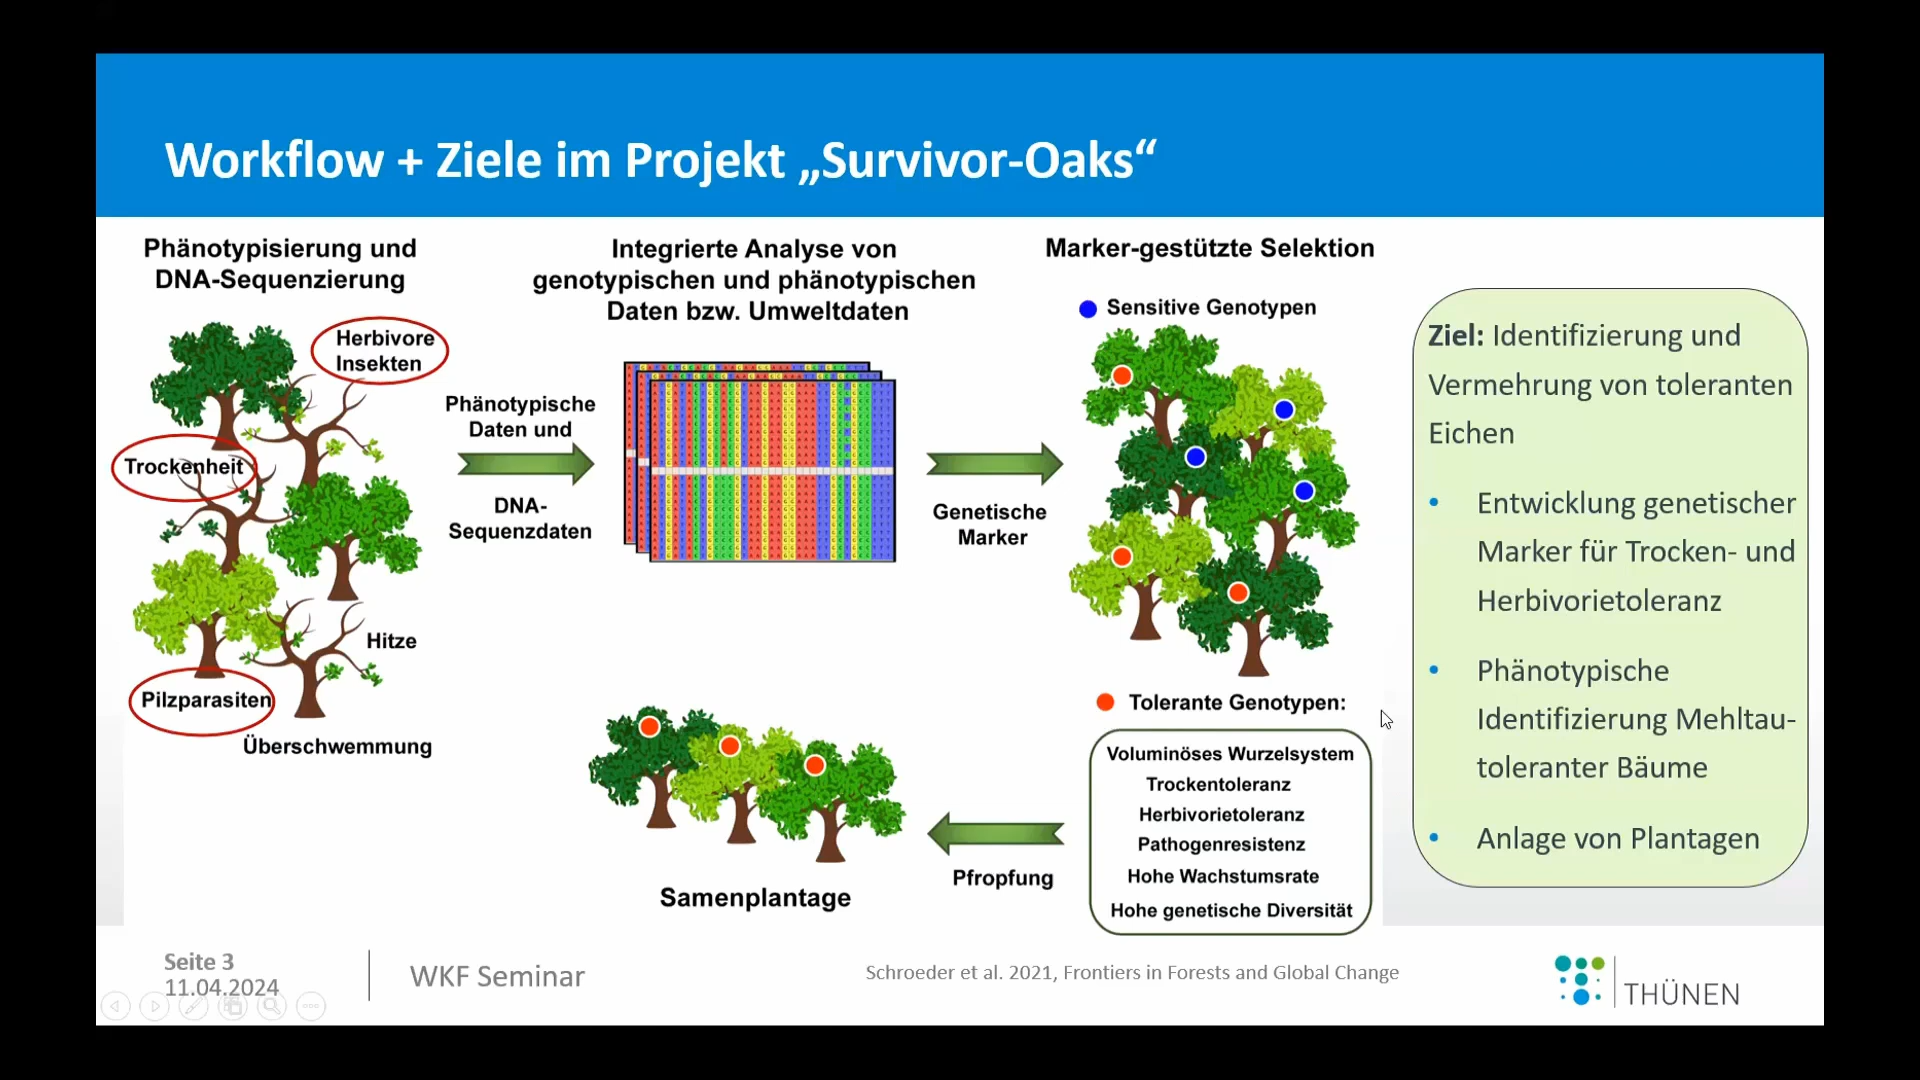 Workflow + Ziele im Projekt „Survivor-Oaks“
Phänotypisierung und
DNA-Sequenzierung
Herbivore
Insekten
Trockenheit
Hitze
Pilzparasiten
Überschwemmung
Phänotypische
Daten und
DNA-
Sequenzdaten
Integrierte Analyse von
genotypischen und phänotypischen
Daten bzw. Umweltdaten
Genetische
Marker
Marker-gestützte Selektion
Sensitive Genotypen
Tolerante Genotypen:
Voluminöses Wurzelsystem
Trockentoleranz
Herbivorietoleranz
Pathogenresistenz
Hohe Wachstumsrate
Hohe genetische Diversität
Pfropfung
Samenplantage
Ziel: Identifizierung und
Vermehrung von toleranten
Eichen
• Entwicklung genetischer
Marker für Trocken- und
Herbivorietoleranz
• Phänotypische
Identifizierung Mehltau-
toleranter Bäume
• Anlage von Plantagen
Seite 3
11.04.2024
WKF Seminar
Schroeder et al. 2021, Frontiers in Forests and Global Change
THÜNEN